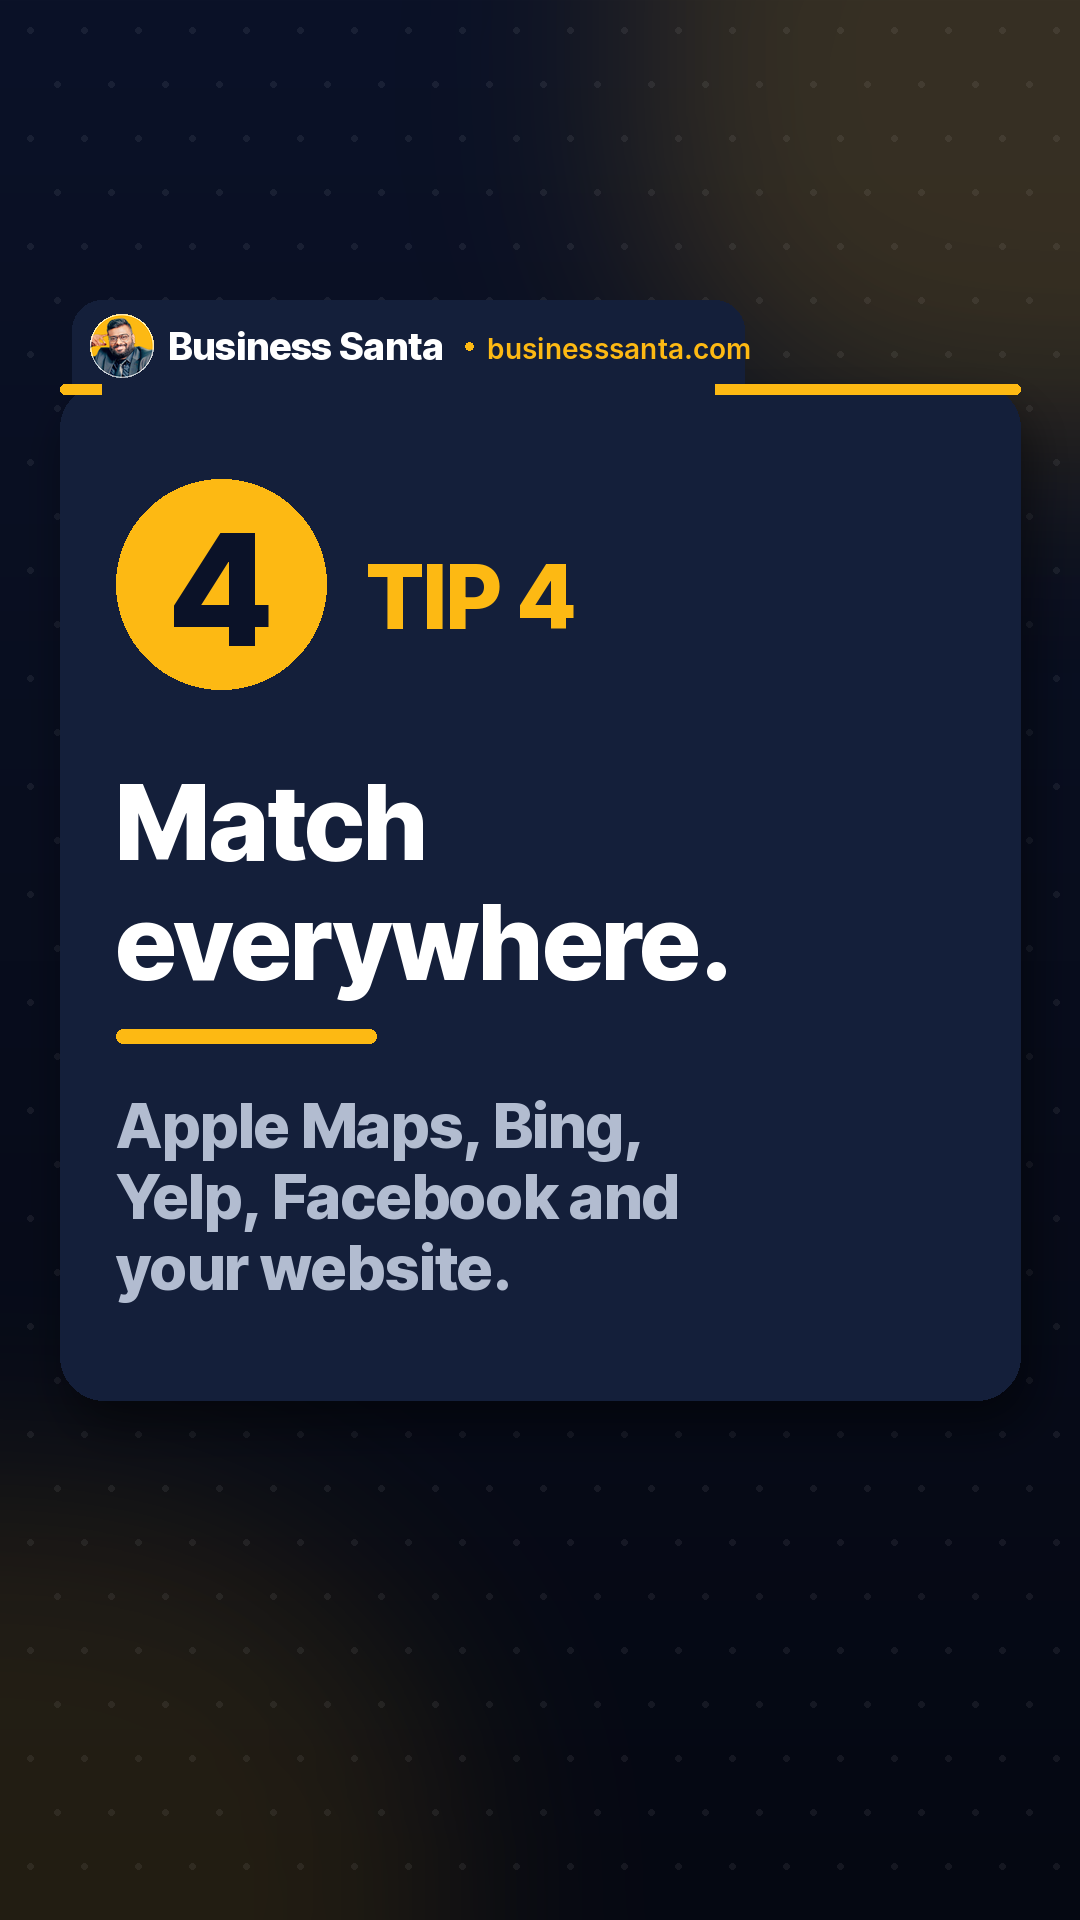 Business Santa • businesssanta.com
4
TIP 4
Match
everywhere.
Apple Maps, Bing,
Yelp, Facebook and
your website.